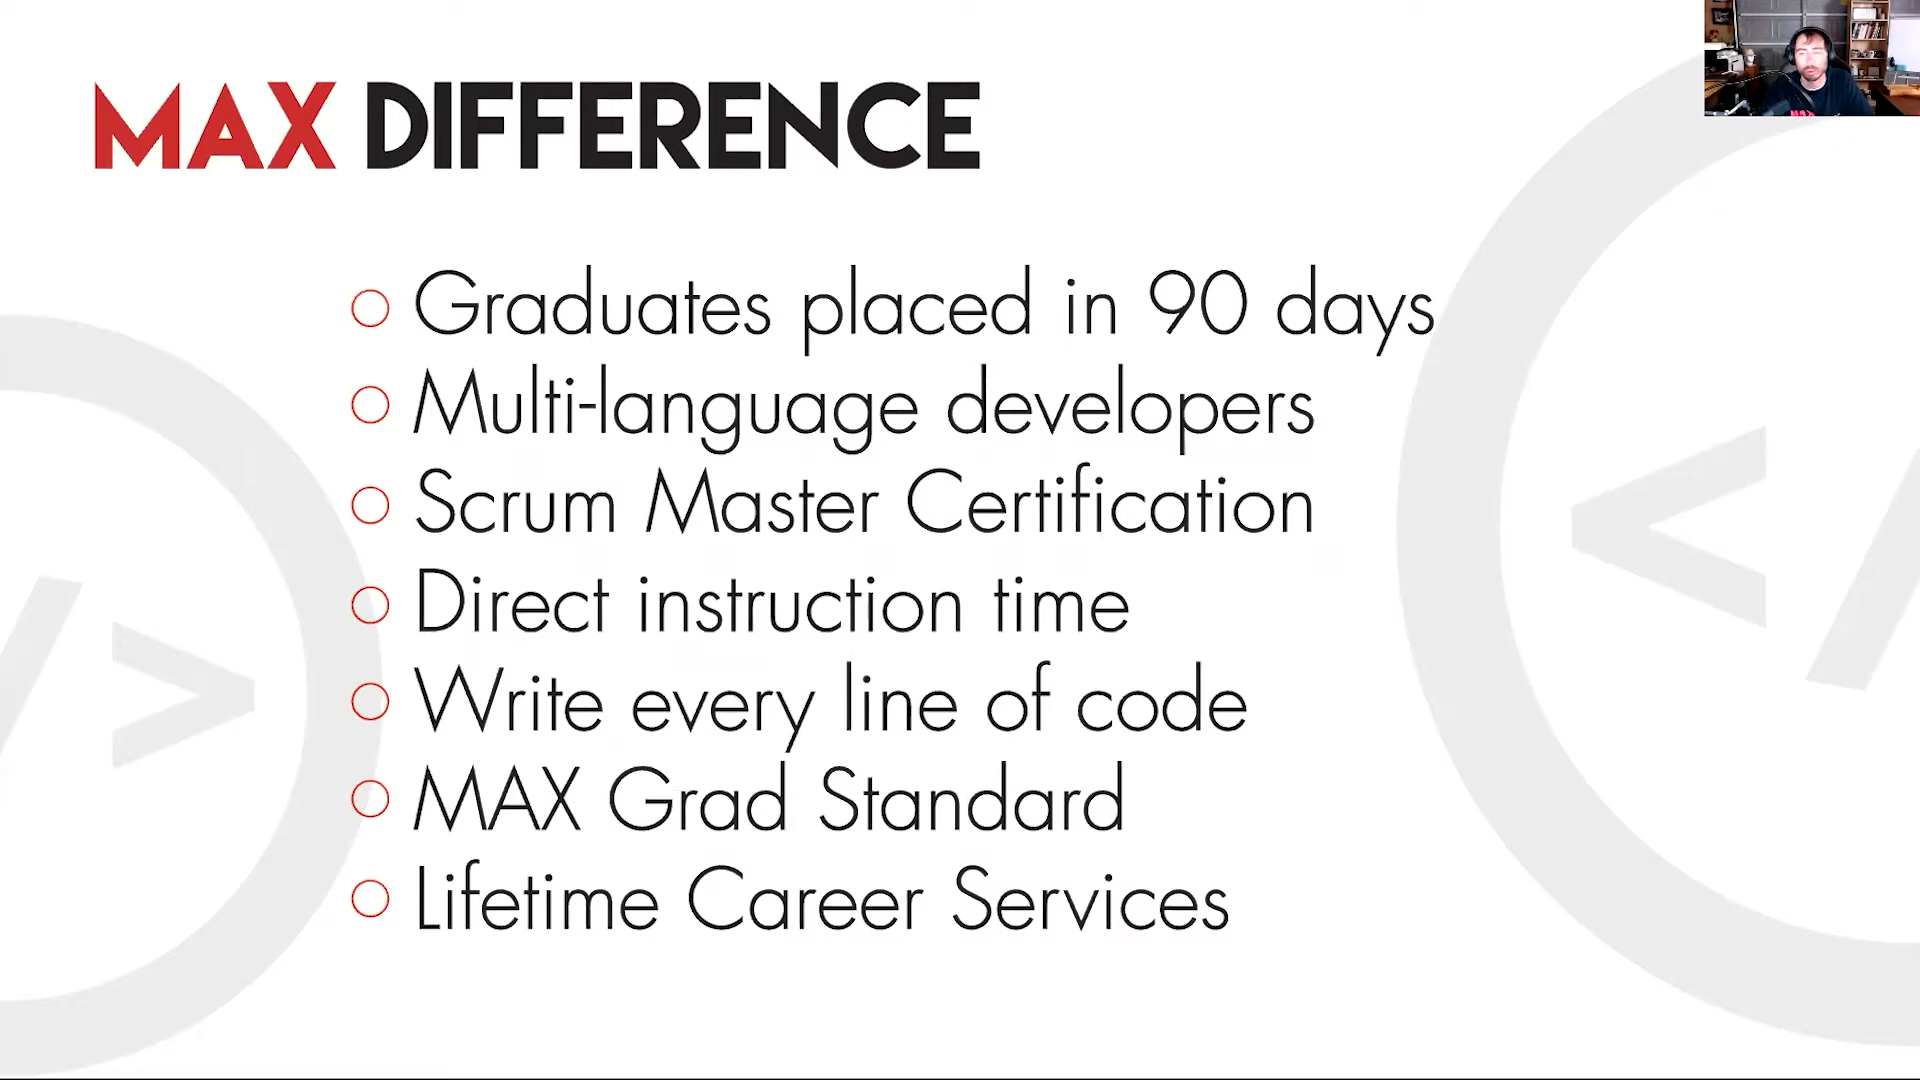 MAX DIFFERENCE
Graduates placed in 90 days
Multi-language developers
Scrum Master Certification
Direct instruction time
Write every line of code
MAX Grad Standard
Lifetime Career Services